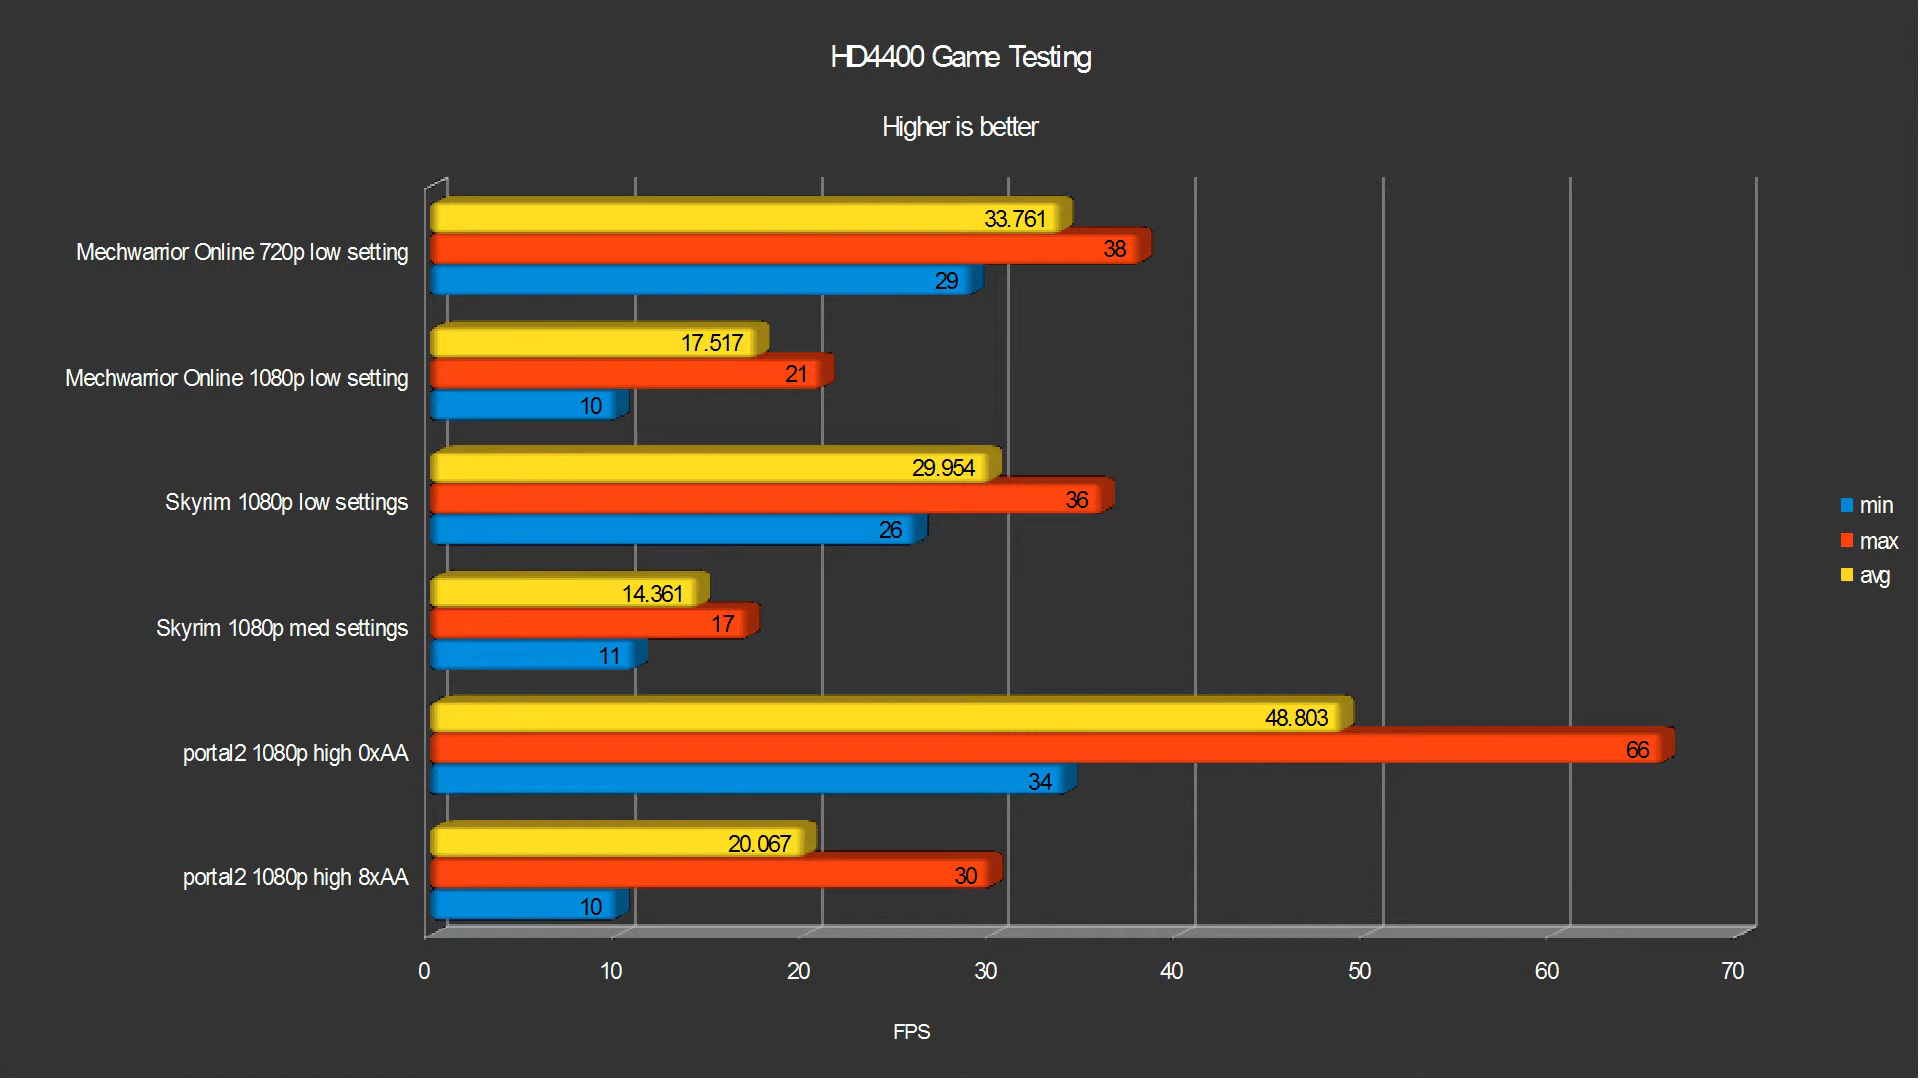 HD4400 Game Testing
Higher is better
Mechwarrior Online 720p low setting
33.761
38
29
Mechwarrior Online 1080p low setting
17.517
21
10
Skyrim 1080p low settings
29.954
36
26
Skyrim 1080p med settings
14.361
17
11
portal2 1080p high 0xAA
48.803
66
34
portal2 1080p high 8xAA
20.067
30
10
min
max
avg
0 10 20 30 40 50 60 70
FPS